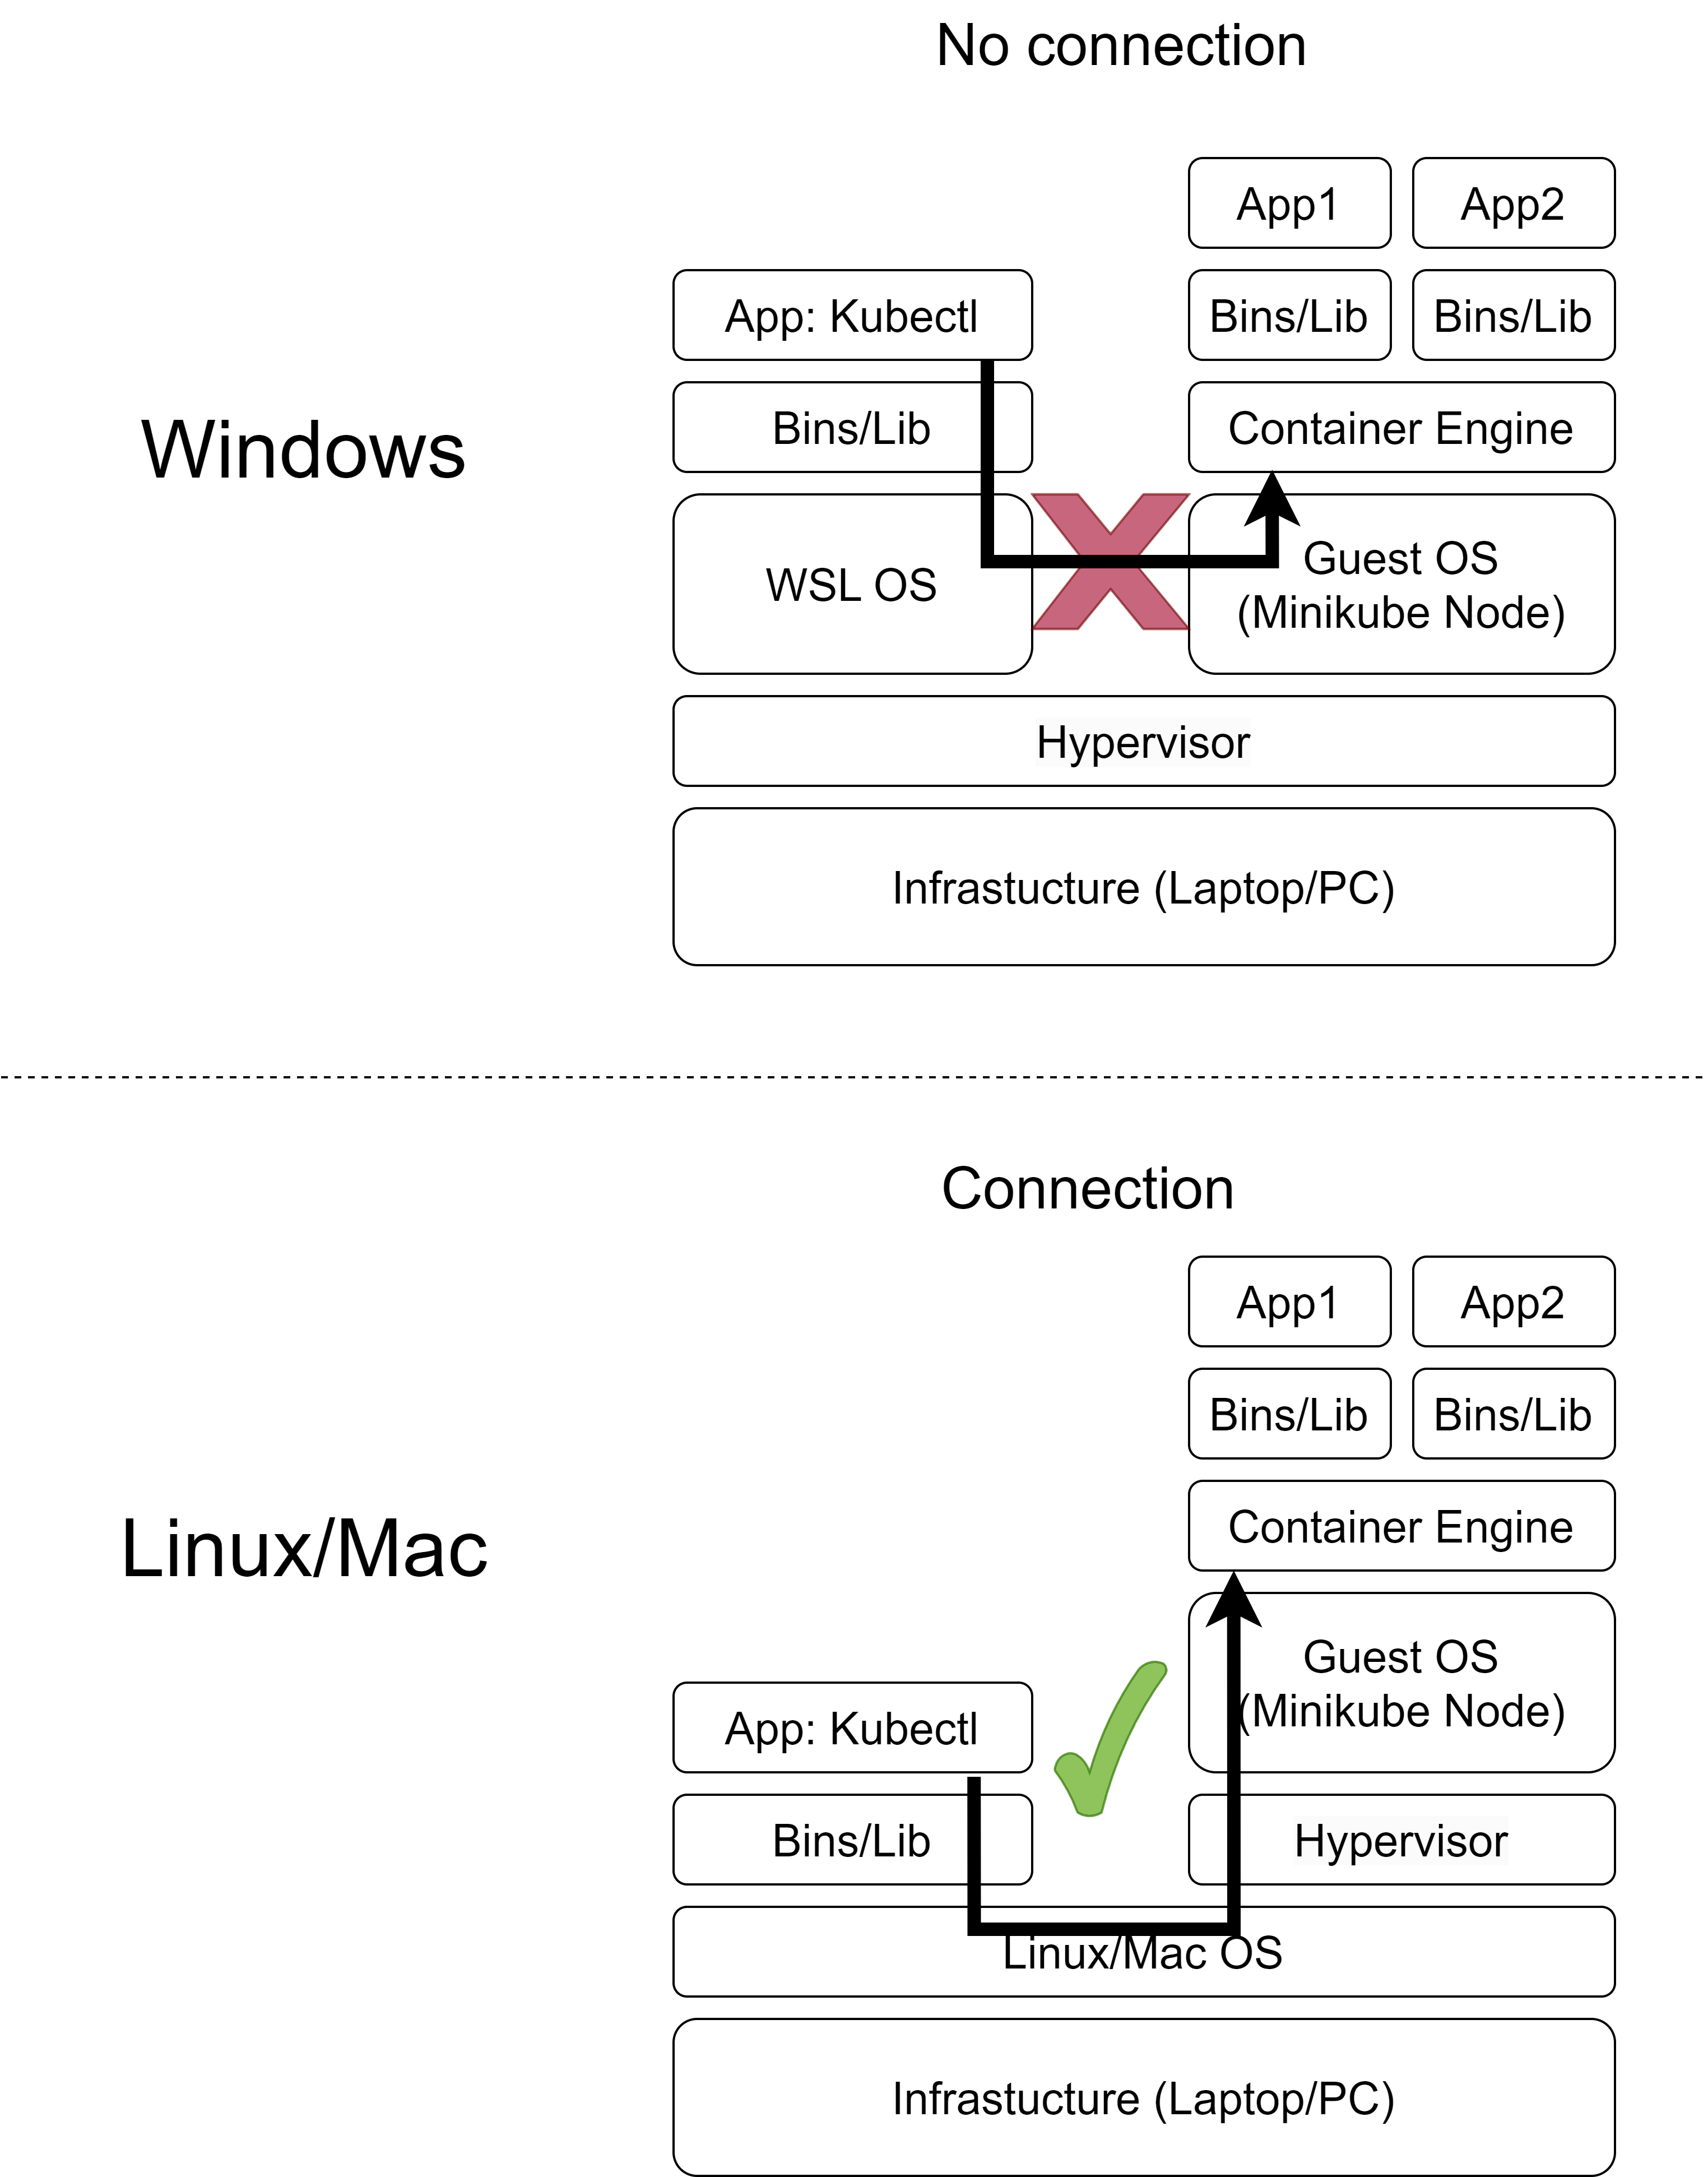 No connection
App1
App2
App: Kubectl
Bins/Lib
Bins/Lib
Windows
Bins/Lib
Container Engine
WSL OS
Guest OS
(Minikube Node)
Hypervisor
Infrastucture (Laptop/PC)
Connection
App1
App2
Bins/Lib
Bins/Lib
Linux/Mac
Container Engine
Guest OS
(Minikube Node)
App: Kubectl
Bins/Lib
Hypervisor
Linux/Mac OS
Infrastucture (Laptop/PC)